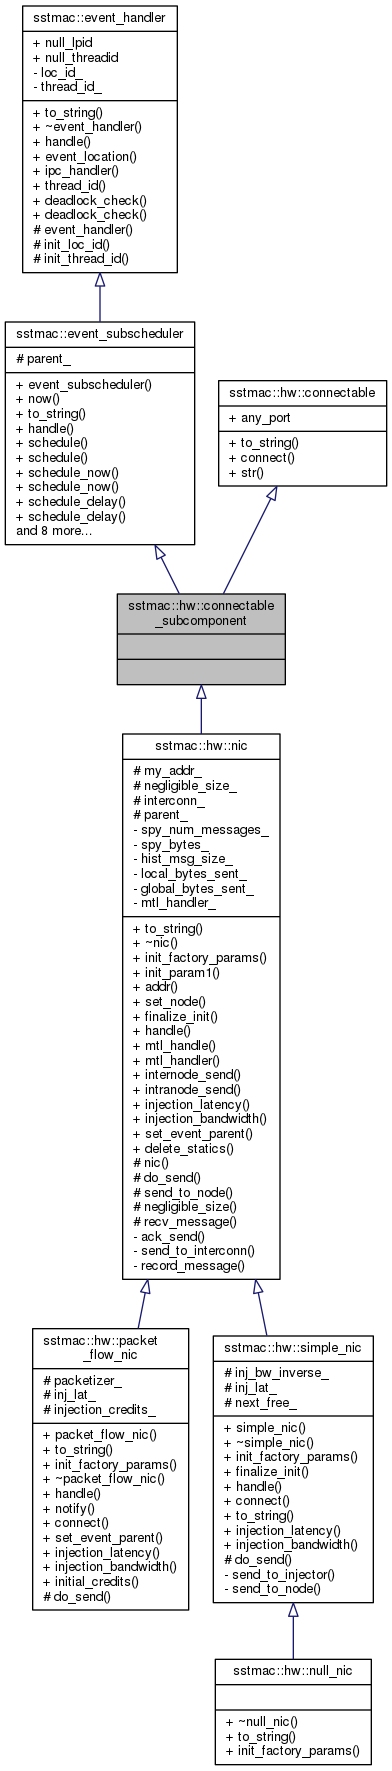 sstmac::event_handler
+ null_lpid
+ null_threadid
- loc_id_
- thread_id_
+ to_string()
+ ~event_handler()
+ handle()
+ event_location()
+ ipc_handler()
+ thread_id()
+ deadlock_check()
+ deadlock_check()
# event_handler()
# init_loc_id()
# init_thread_id()
sstmac::event_subscheduler
# parent_
+ event_subscheduler()
+ now()
+ to_string()
+ handle()
+ schedule()
+ schedule()
+ schedule_now()
+ schedule_now()
+ schedule_delay()
+ schedule_delay()
and 8 more...
sstmac::hw::connectable
+ any_port
+ to_string()
+ connect()
+ str()
sstmac::hw::connectable
_subcomponent
sstmac::hw::nic
# my_addr_
# negligible_size_
# interconn_
# parent_
- spy_num_messages_
- spy_bytes_
- hist_msg_size_
- local_bytes_sent_
- global_bytes_sent_
- mtl_handler_
+ to_string()
+ ~nic()
+ init_factory_params()
+ init_param1()
+ addr()
+ set_node()
+ finalize_init()
+ handle()
+ mtl_handle()
+ mtl_handler()
+ internode_send()
+ intranode_send()
+ injection_latency()
+ injection_bandwidth()
+ set_event_parent()
+ delete_statics()
# nic()
# do_send()
# send_to_node()
# negligible_size()
# recv_message()
- ack_send()
- send_to_interconn()
- record_message()
sstmac::hw::packet
_flow_nic
# packetizer_
# inj_lat_
# injection_credits_
+ packet_flow_nic()
+ to_string()
+ init_factory_params()
+ ~packet_flow_nic()
+ handle()
+ notify()
+ connect()
+ set_event_parent()
+ injection_latency()
+ injection_bandwidth()
+ initial_credits()
# do_send()
sstmac::hw::simple_nic
# inj_bw_inverse_
# inj_lat_
# next_free_
+ simple_nic()
+ ~simple_nic()
+ init_factory_params()
+ finalize_init()
+ handle()
+ connect()
+ to_string()
+ injection_latency()
+ injection_bandwidth()
# do_send()
- send_to_injector()
- send_to_node()
sstmac::hw::null_nic
+ ~null_nic()
+ to_string()
+ init_factory_params()